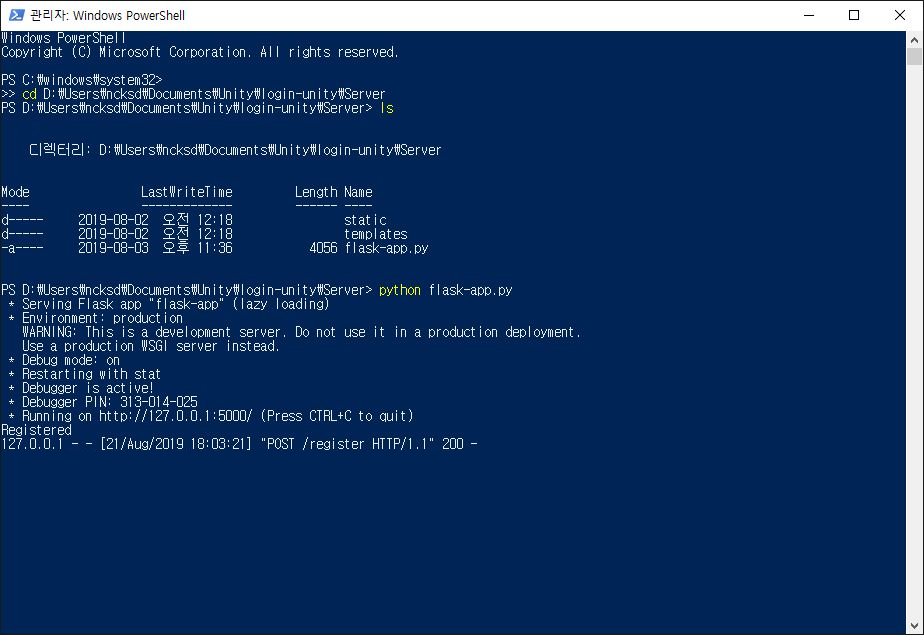 관리자: Windows PowerShell
Windows PowerShell
Copyright (C) Microsoft Corporation. All rights reserved.
PS C:₩windows₩system32>
>> cd D:₩Users₩ncksd₩Documents₩Unity₩login-unity₩Server
PS D:₩Users₩ncksd₩Documents₩Unity₩login-unity₩Server> ls
디렉터리: D:₩Users₩ncksd₩Documents₩Unity₩login-unity₩Server
Mode                LastWriteTime         Length Name
----                -------------         ------ ----
d-----       2019-08-02  오전 12:18                static
d-----       2019-08-02  오전 12:18                templates
-a----       2019-08-03  오후 11:36           4056 flask-app.py
PS D:₩Users₩ncksd₩Documents₩Unity₩login-unity₩Server> python flask-app.py
 * Serving Flask app "flask-app" (lazy loading)
 * Environment: production
   WARNING: This is a development server. Do not use it in a production deployment.
   Use a production WSGI server instead.
 * Debug mode: on
 * Restarting with stat
 * Debugger is active!
 * Debugger PIN: 313-014-025
 * Running on http://127.0.0.1:5000/ (Press CTRL+C to quit)
Registered
127.0.0.1 - - [21/Aug/2019 18:03:21] "POST /register HTTP/1.1" 200 -